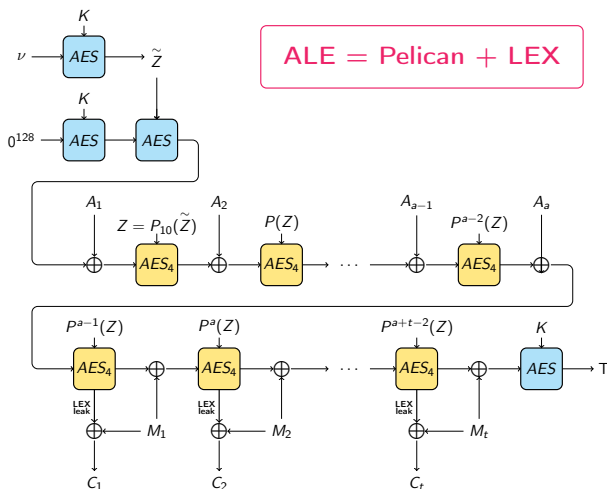 K
ν AES Z̃
ALE = Pelican + LEX
K
0^128 AES AES
A_1 Z = P_10(Z̃) A_2 P(Z) A_{a−1} P^{a−2}(Z) A_a
AES_4 AES_4 ... AES_4
P^{a−1}(Z) P^a(Z) P^{a+t−2}(Z) K
AES_4 AES_4 ... AES_4 AES T
LEX LEX LEX
leak leak leak
M_1 M_2 M_t
C_1 C_2 C_t